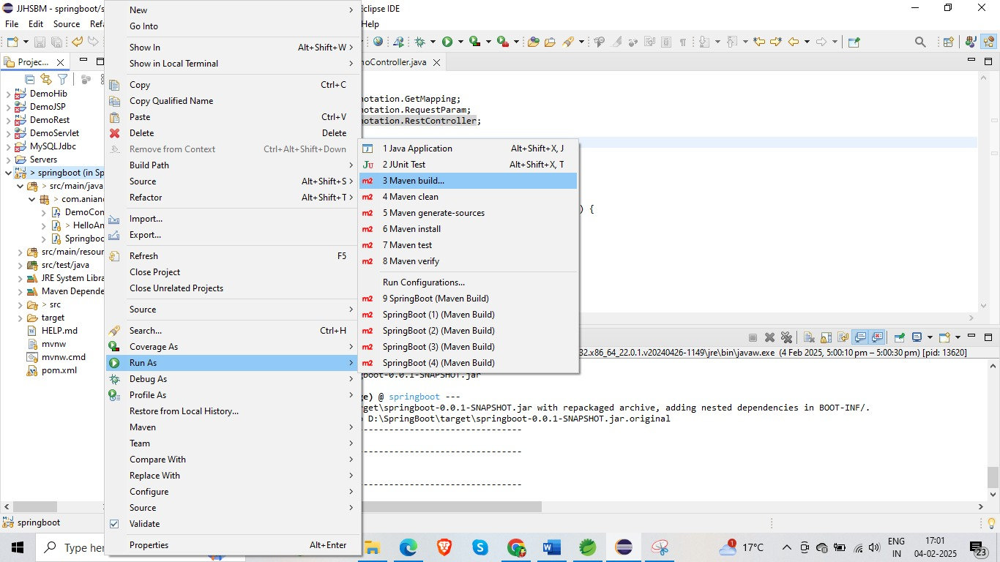 JJHSBM - springboot/s
clipse IDE
File Edit Source Refa
Help
Projec...
DemoHib
DemoJSP
DemoRest
DemoServlet
MySQLJdbc
Servers
> springboot (in Sp
> src/main/java
> com.anian
DemoCon
> HelloAn
Springboo
src/main/resour
src/test/java
JRE System Libra
Maven Depende
> src
target
HELP.md
mvnw
mvnw.cmd
pom.xml
New
Go Into
Show In Alt+Shift+W >
Show in Local Terminal >
Copy Ctrl+C
Copy Qualified Name
Paste Ctrl+V
Delete Delete
Remove from Context Ctrl+Alt+Shift+Down
Build Path >
Source Alt+Shift+S >
Refactor Alt+Shift+T >
Import...
Export...
Refresh F5
Close Project
Close Unrelated Projects
Source >
Search... Ctrl+H
Coverage As >
Run As >
Debug As >
Profile As >
Restore from Local History...
Maven >
Team >
Compare With >
Replace With >
Configure >
Source >
Validate
Properties Alt+Enter
1 Java Application Alt+Shift+X, J
2 JUnit Test Alt+Shift+X, T
3 Maven build...
4 Maven clean
5 Maven generate-sources
6 Maven install
7 Maven test
8 Maven verify
Run Configurations...
9 SpringBoot (Maven Build)
SpringBoot (1) (Maven Build)
SpringBoot (2) (Maven Build)
SpringBoot (3) (Maven Build)
SpringBoot (4) (Maven Build)
moController.java
notation.GetMapping;
notation.RequestParam;
notation.RestController;
) {
32.x86_64_22.0.1.v20240426-1149\jre\bin\javaw.exe (4 Feb 2025, 5:00:10 pm – 5:00:30 pm) [pid: 13620]
gboot-0.0.1-SNAPSHOT.jar
ge) @ springboot ---
rget\springboot-0.0.1-SNAPSHOT.jar with repackaged archive, adding nested dependencies in BOOT-INF/.
D:\SpringBoot\target\springboot-0.0.1-SNAPSHOT.jar.original
-----------------------------
-----------------------------
-----------------------------
springboot
Type her
1
17°C
ENG
IN
17:01
04-02-2025
23